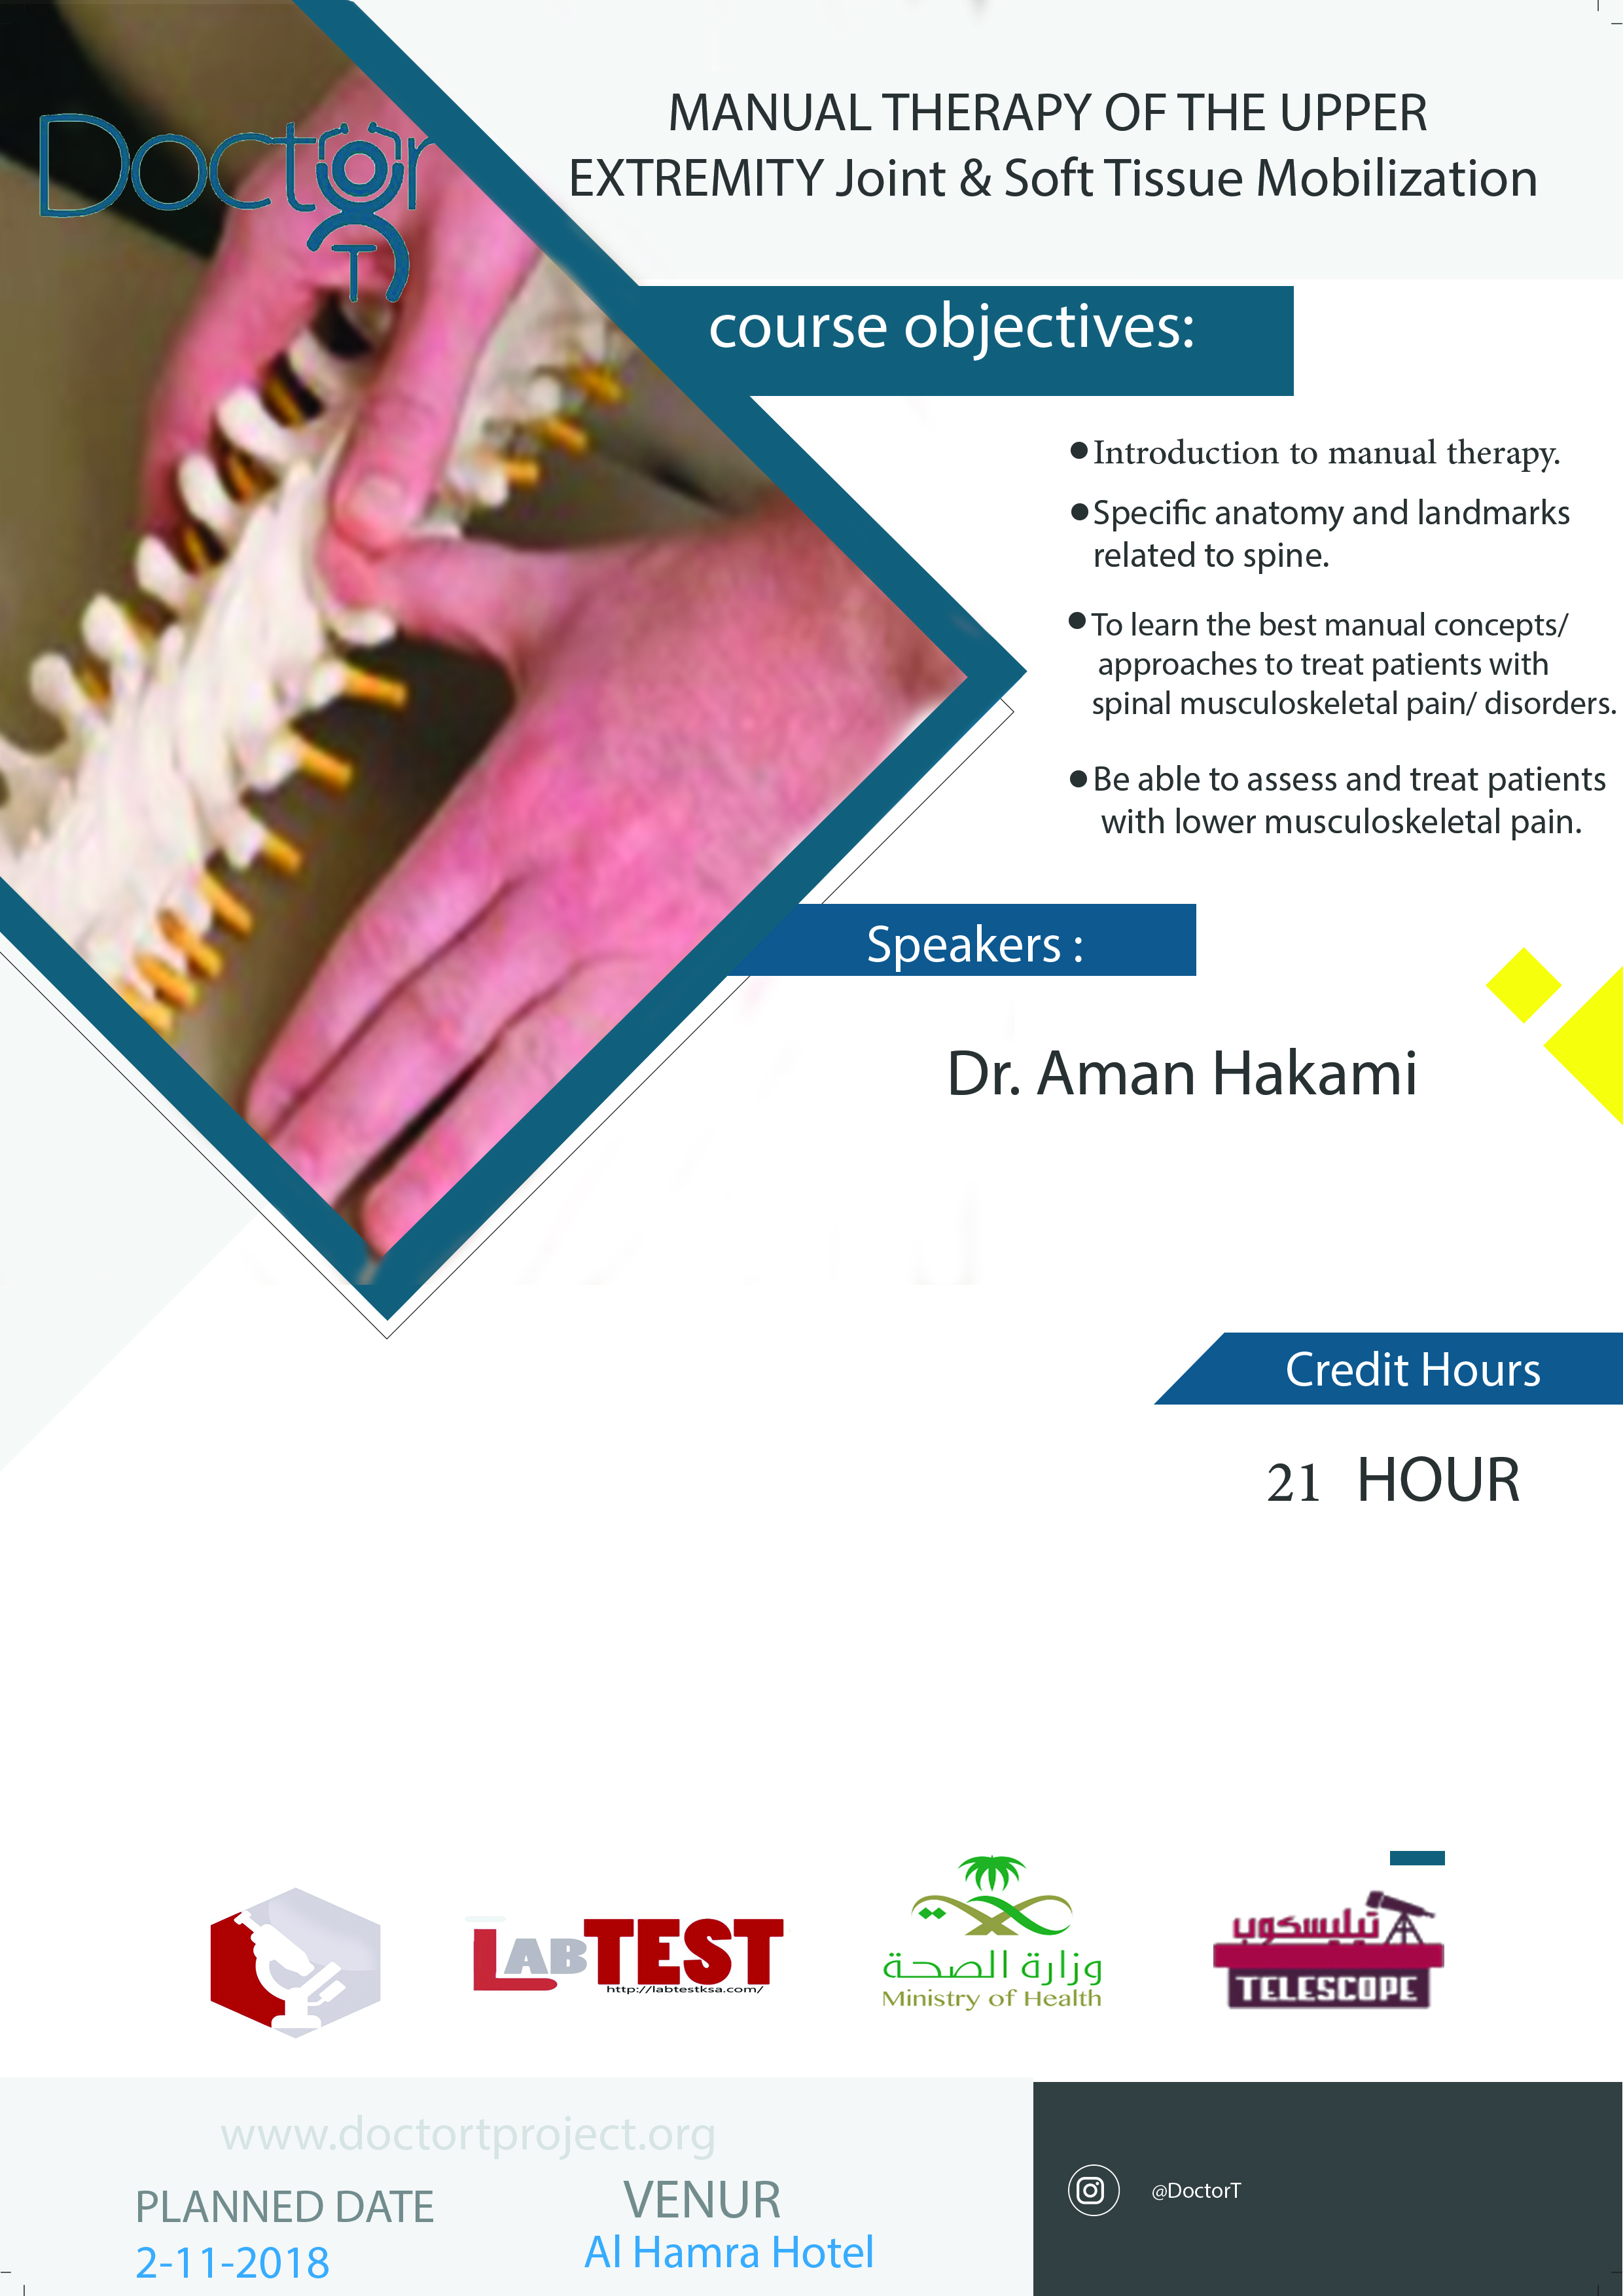 Doctor
T
MANUAL THERAPY OF THE UPPER
EXTREMITY Joint & Soft Tissue Mobilization
course objectives:
●Introduction to manual therapy.
●Specific anatomy and landmarks
related to spine.
●To learn the best manual concepts/
approaches to treat patients with
spinal musculoskeletal pain/ disorders.
●Be able to assess and treat patients
with lower musculoskeletal pain.
Speakers :
Dr. Aman Hakami
Credit Hours
21 HOUR
LABTEST
http://labtestksa.com/
وزارة الصحة
Ministry of Health
تيليسكوب
TELESCOPE
www.doctortproject.org
PLANNED DATE
2-11-2018
VENUR
Al Hamra Hotel
@DoctorT